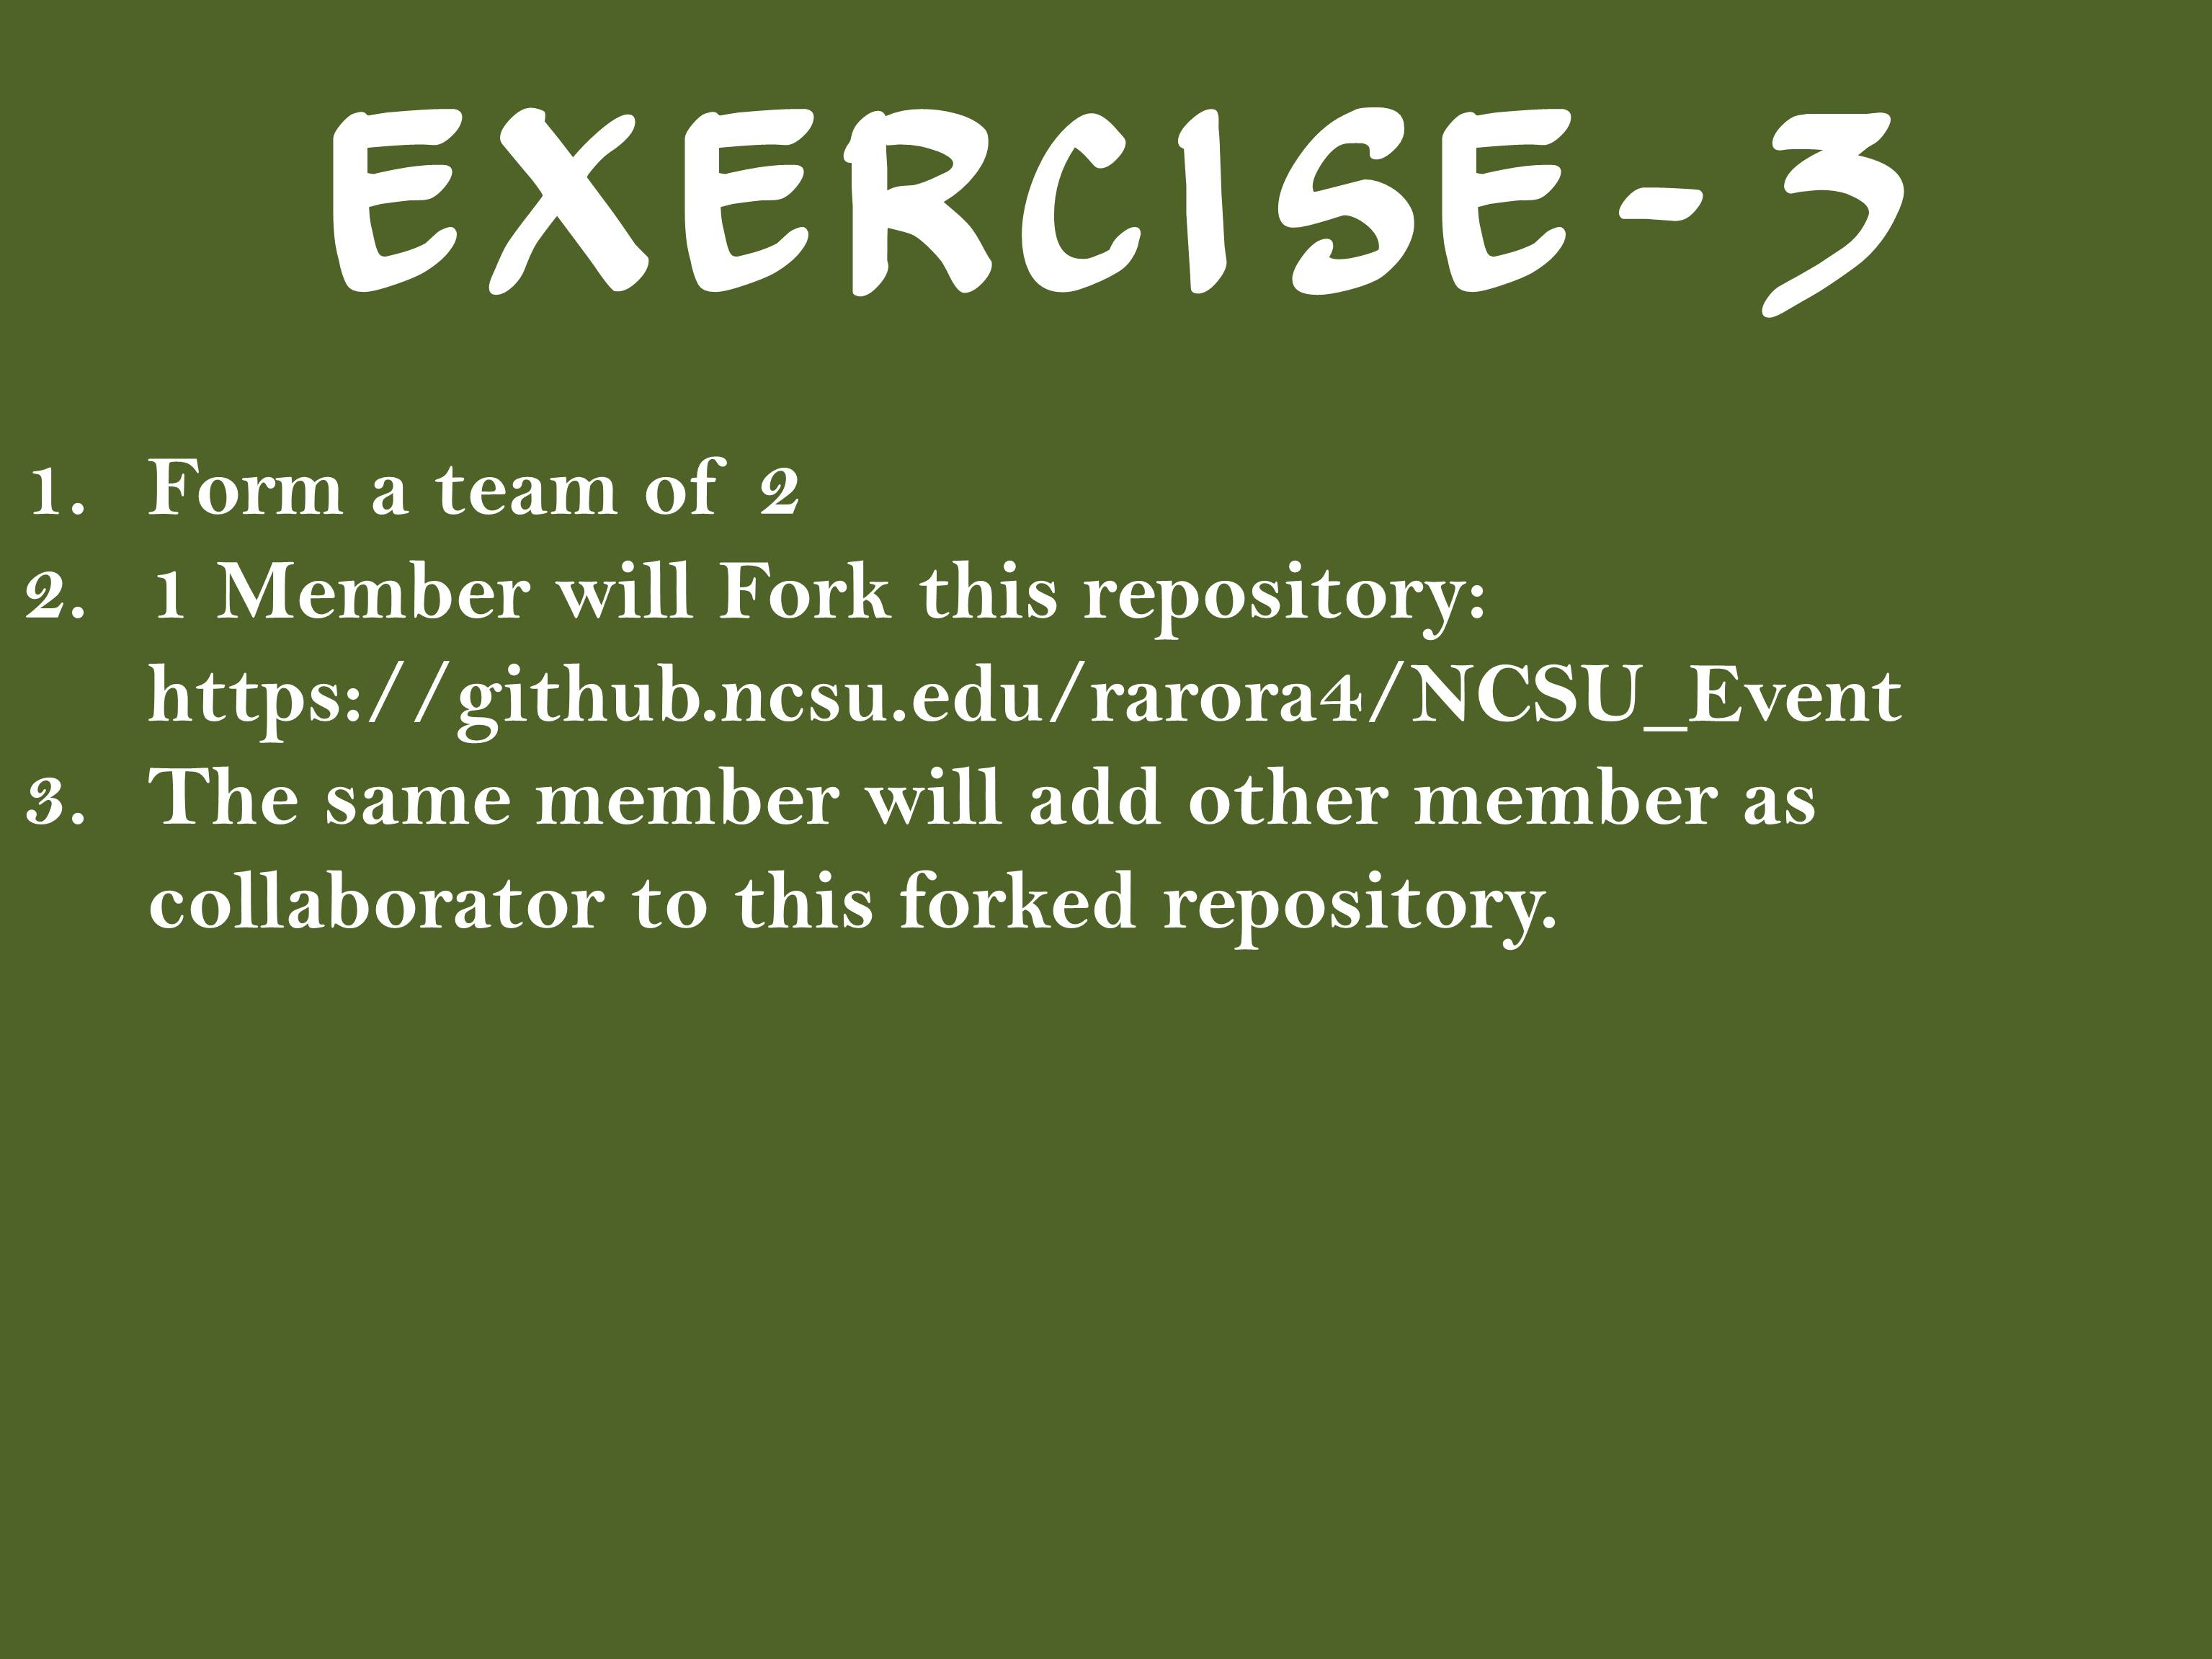 EXERCISE-3
1. Form a team of 2
2. 1 Member will Fork this repository:
https://github.ncsu.edu/rarora4/NCSU_Event
3. The same member will add other member as
collaborator to this forked repository.